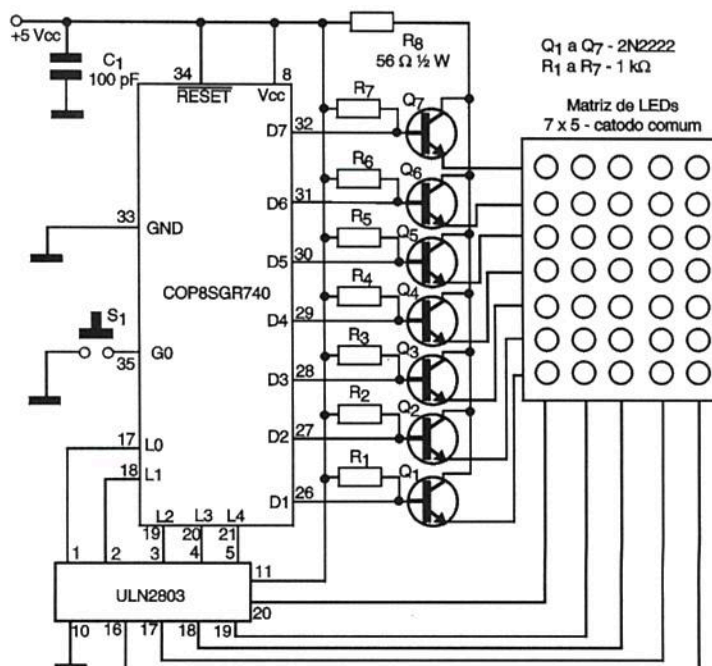 +5 Vcc
C1
100 pF
R8
56 Ω ½ W
Q1 a Q7 - 2N2222
R1 a R7 - 1 kΩ
Matriz de LEDs
7 x 5 - catodo comum
34
8
RESET
Vcc
R7
Q7
D7
32
R6
Q6
D6
31
33
GND
R5
Q5
D5
30
COP8SGR740
R4
Q4
D4
29
S1
G0
35
R3
Q3
D3
28
R2
Q2
D2
27
17
L0
18
L1
R1
Q1
D1
26
L2
L3
L4
19
20
21
1
2
3
4
5
11
ULN2803
20
10
16
17
18
19